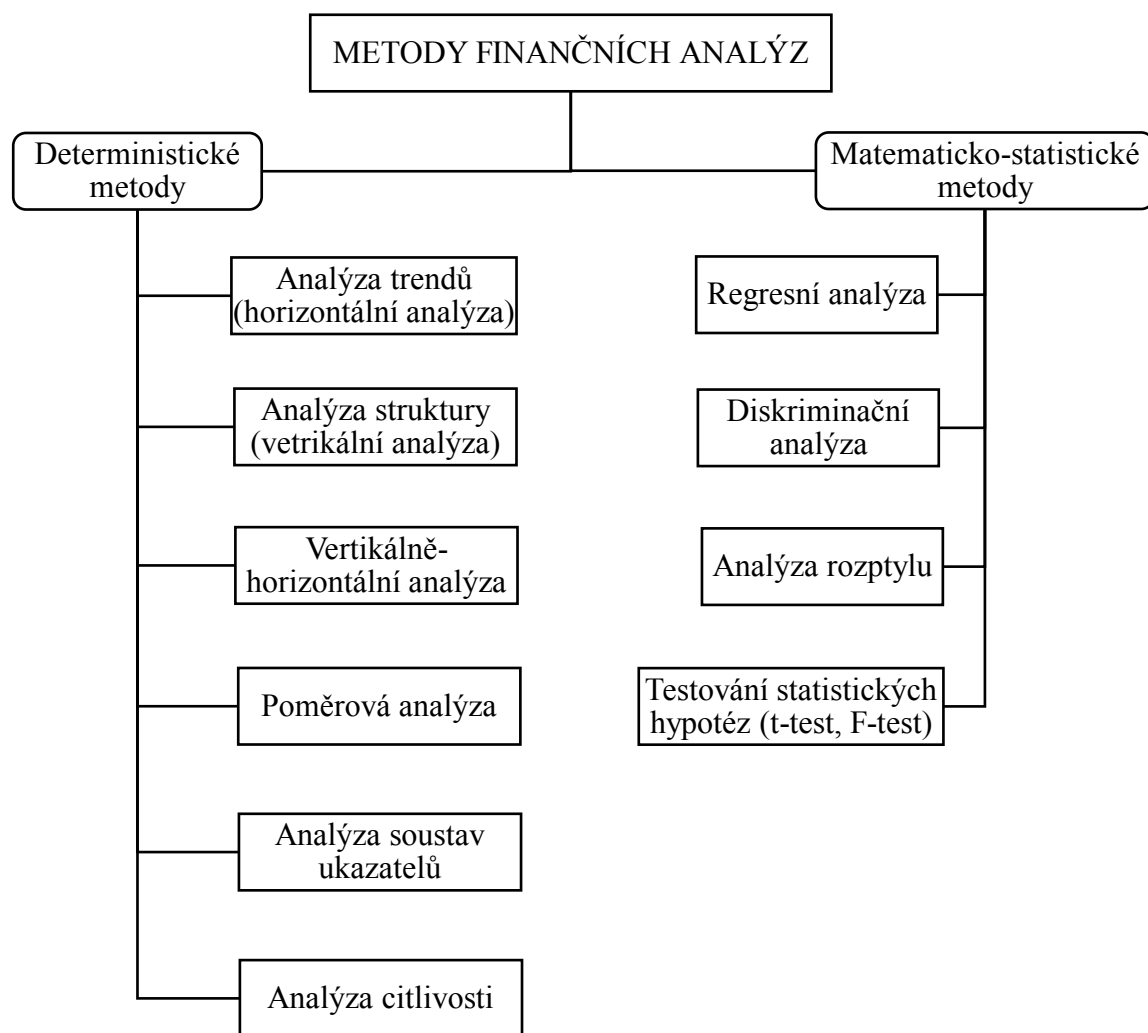 METODY FINANČNÍCH ANALÝZ
Deterministické
metody
Analýza trendů
(horizontální analýza)
Analýza struktury
(vetrikální analýza)
Vertikálně-
horizontální analýza
Poměrová analýza
Analýza soustav
ukazatelů
Analýza citlivosti
Matematicko-statistické
metody
Regresní analýza
Diskriminační
analýza
Analýza rozptylu
Testování statistických
hypotéz (t-test, F-test)